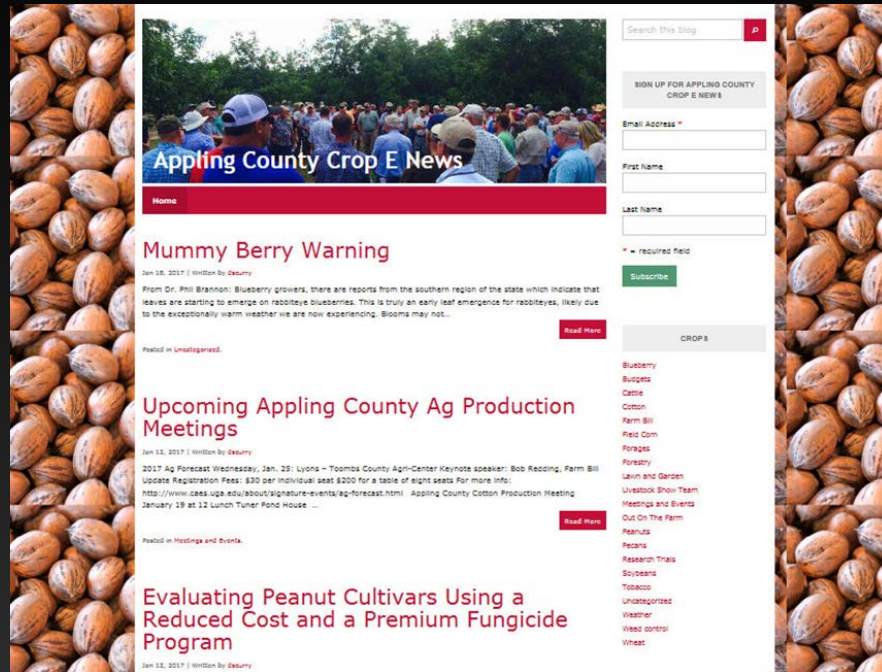 Appling County Crop E News
Home
Mummy Berry Warning
Jan 18, 2017 | Written by dscurry
From Dr. Phil Brannon: Blueberry growers, there are reports from the southern region of the state which indicate that
leaves are starting to emerge on rabbiteye blueberries. This is truly an early leaf emergence for rabbiteyes, likely due
to the exceptionally warm weather we are now experiencing. Blooms may not...
Read More
Posted in Uncategorized.
Upcoming Appling County Ag Production
Meetings
Jan 12, 2017 | Written by dscurry
2017 Ag Forecast Wednesday, Jan. 25: Lyons – Toombs County Agri-Center Keynote speaker: Bob Redding, Farm Bill
Update Registration Fees: $30 per individual seat $200 for a table of eight seats For more info:
http://www.caes.uga.edu/about/signature-events/ag-forecast.html Appling County Cotton Production Meeting
January 19 at 12 Lunch Tuner Pond House ...
Read More
Posted in Meetings and Events.
Evaluating Peanut Cultivars Using a
Reduced Cost and a Premium Fungicide
Program
Jan 12, 2017 | Written by dscurry
Search this blog
SIGN UP FOR APPLING COUNTY
CROP E NEWS
Email Address *
First Name
Last Name
* = required field
Subscribe
CROPS
Blueberry
Budgets
Cattle
Cotton
Farm Bill
Field Corn
Forages
Forestry
Lawn and Garden
Livestock Show Team
Meetings and Events
Out On The Farm
Peanuts
Pecans
Research Trials
Soybeans
Tobacco
Uncategorized
Weather
Weed control
Wheat